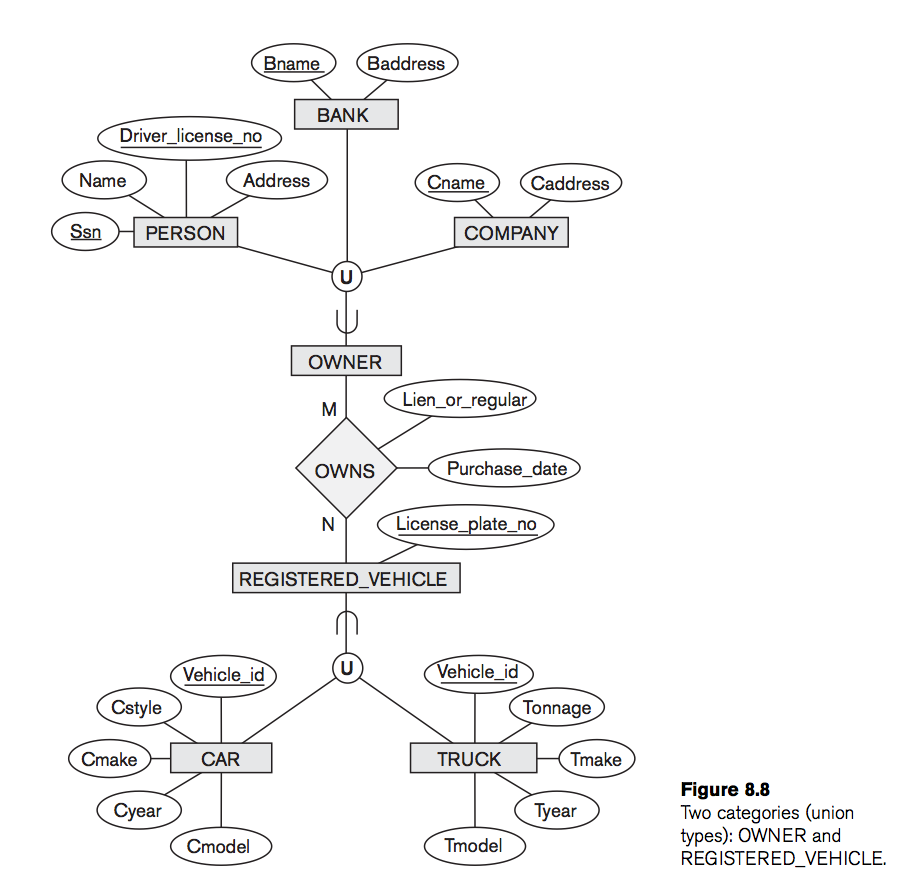 Bname
Baddress
BANK
Driver_license_no
Name
Address
Cname
Caddress
Ssn
PERSON
COMPANY
U
OWNER
M
Lien_or_regular
OWNS
Purchase_date
N
License_plate_no
REGISTERED_VEHICLE
U
Vehicle_id
Vehicle_id
Cstyle
Tonnage
Cmake
CAR
TRUCK
Tmake
Cyear
Tyear
Cmodel
Tmodel
Figure 8.8
Two categories (union
types): OWNER and
REGISTERED_VEHICLE.